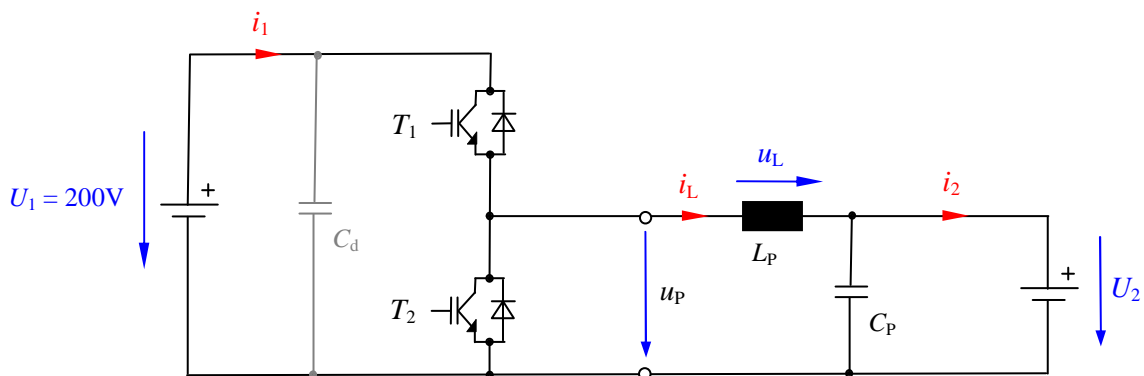 i1
T1
U1 = 200V
+
Cd
uL
iL
i2
LP
T2
uP
CP
+
U2